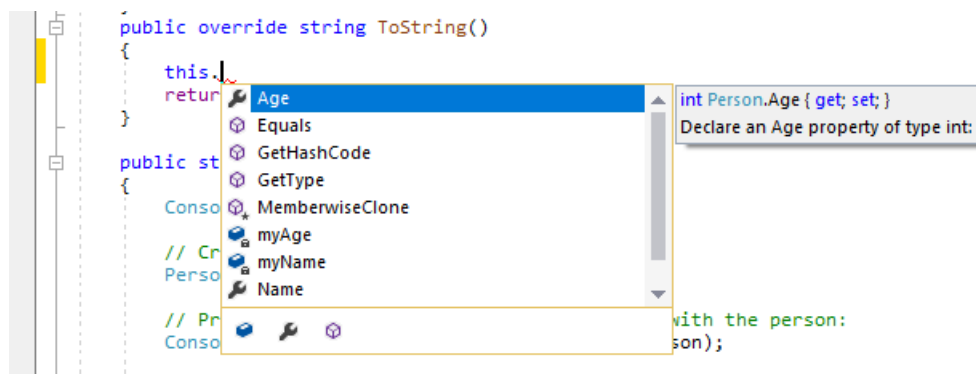 public override string ToString()
{
this.
retur
}
Age
Equals
GetHashCode
GetType
MemberwiseClone
myAge
myName
Name
int Person.Age { get; set; }
Declare an Age property of type int:
public st
{
Conso
// Cr
Perso
// Pr with the person:
Conso son);